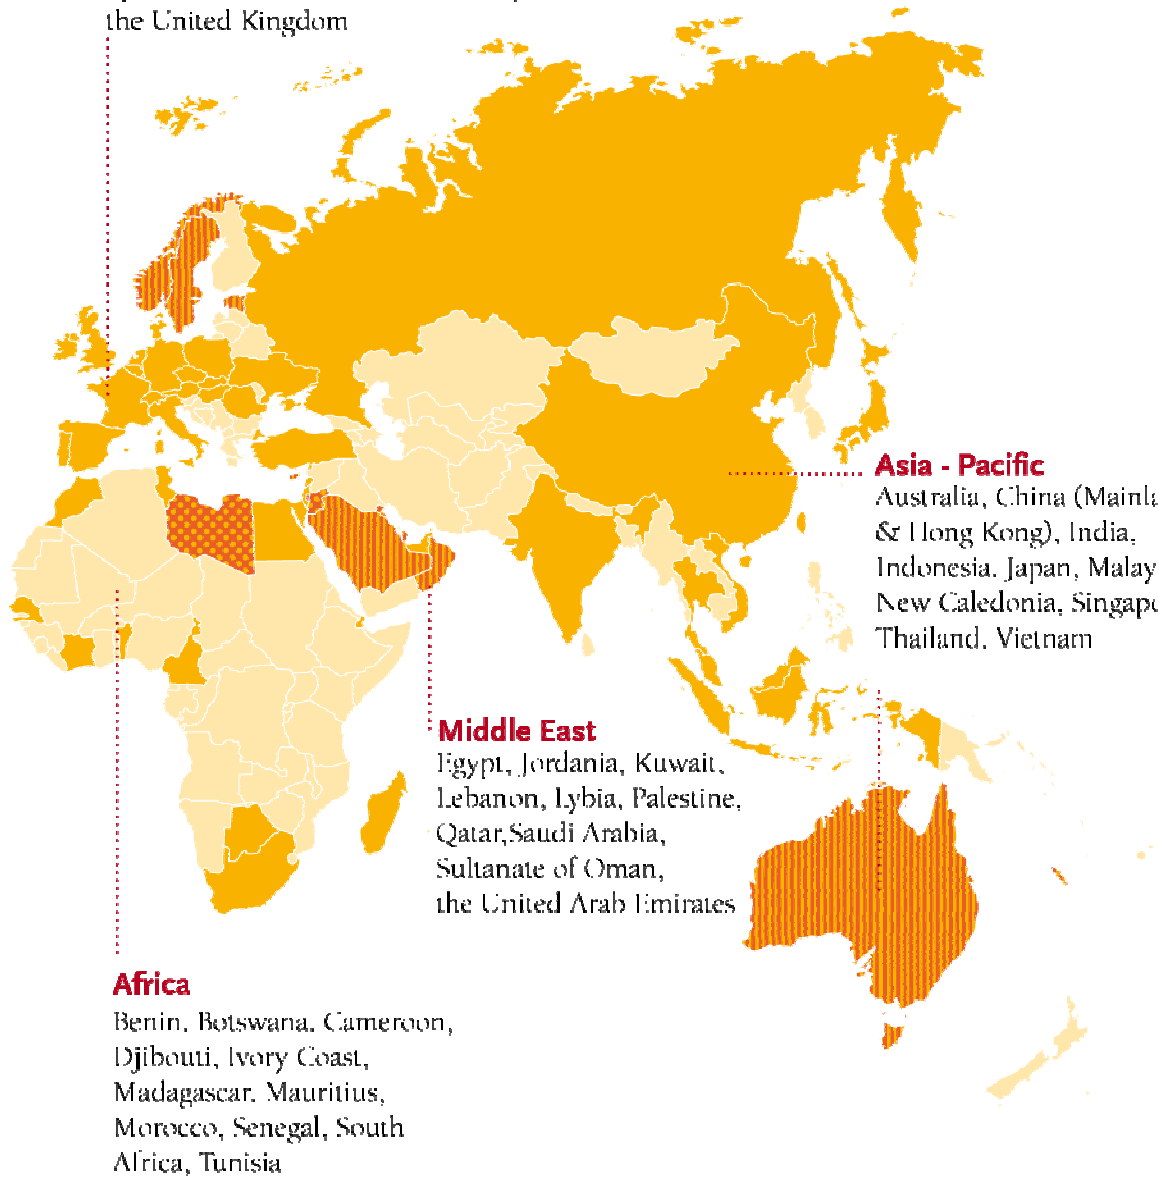 the United Kingdom
Asia - Pacific
Australia, China (Mainla
& Hong Kong), India,
Indonesia, Japan, Malay
New Caledonia, Singapo
Thailand, Vietnam
Middle East
Egypt, Jordania, Kuwait,
Lebanon, Lybia, Palestine,
Qatar,Saudi Arabia,
Sultanate of Oman,
the United Arab Emirates
Africa
Benin, Botswana, Cameroon,
Djibouti, Ivory Coast,
Madagascar, Mauritius,
Morocco, Senegal, South
Africa, Tunisia